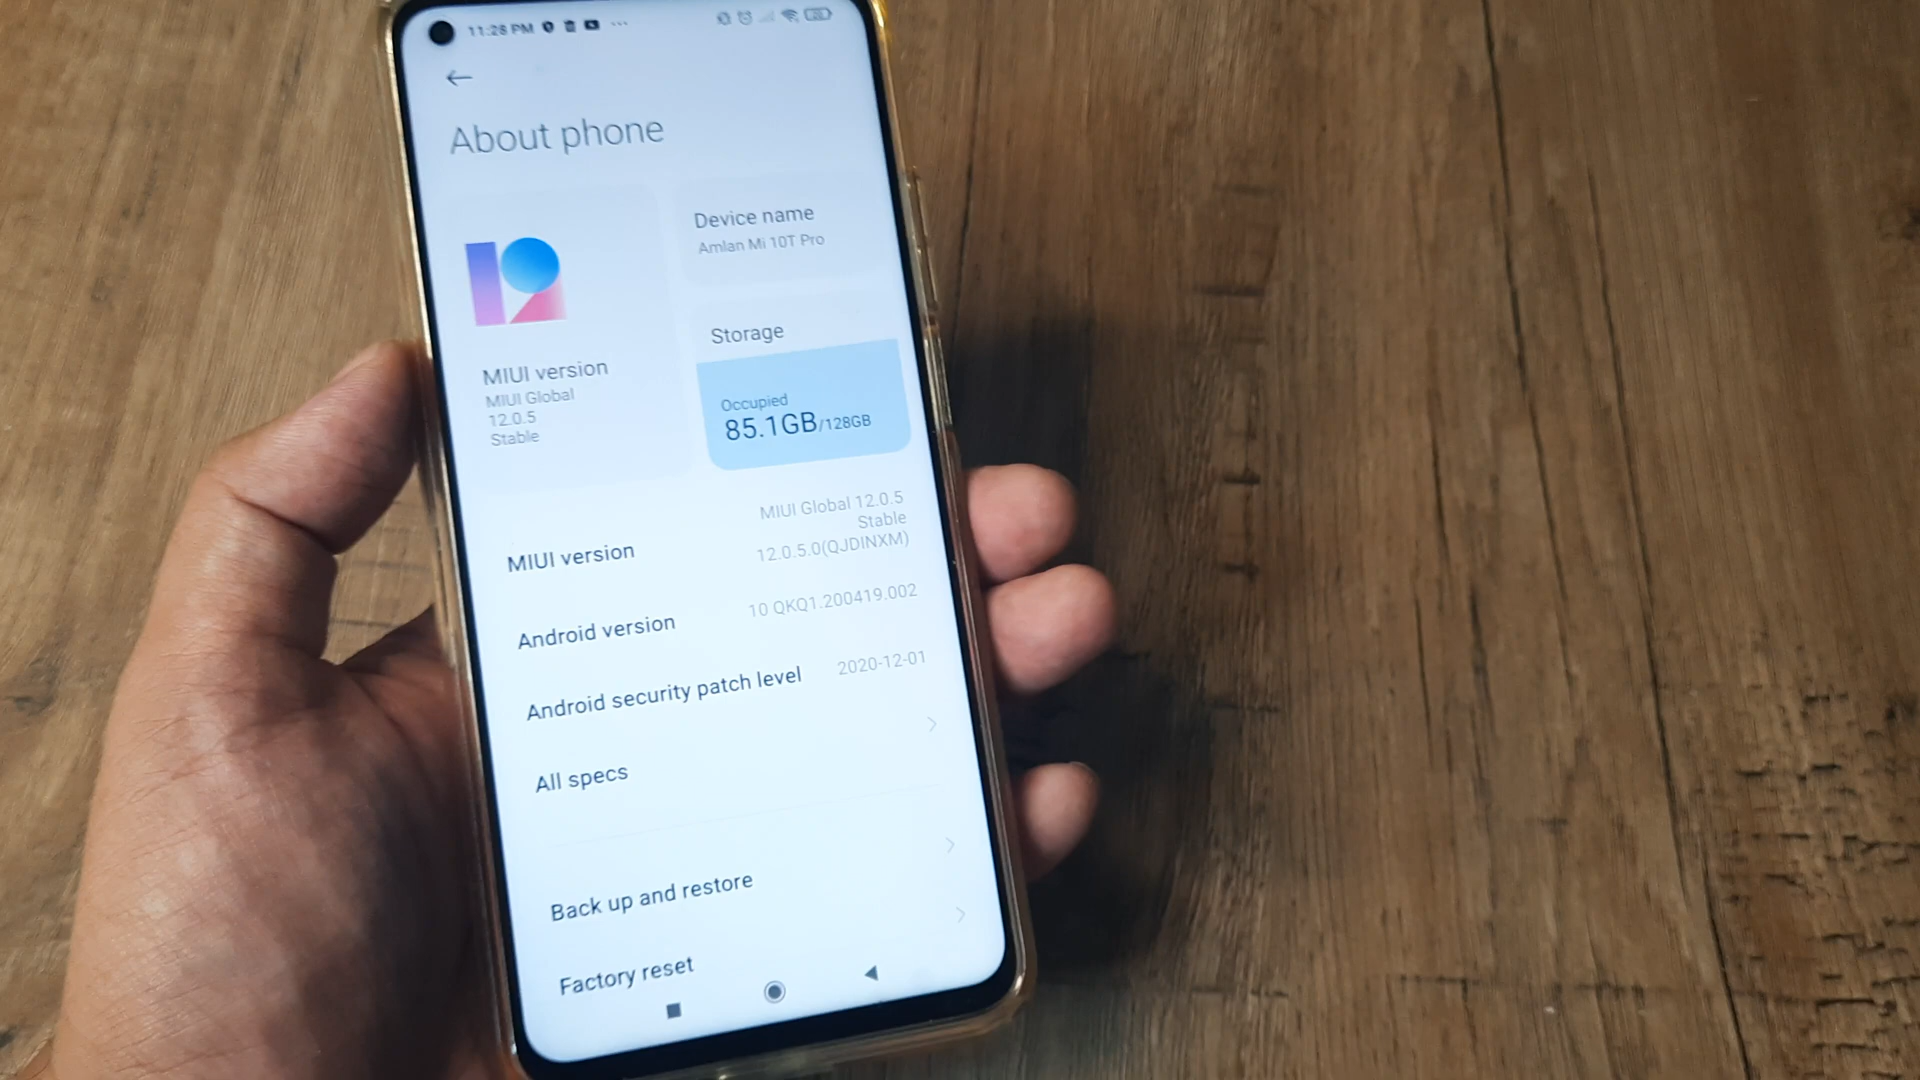 11:28 PM
About phone
Device name
Amlan Mi 10T Pro
MIUI version
MIUI Global
12.0.5
Stable
Storage
Occupied
85.1GB/128GB
MIUI version
MIUI Global 12.0.5
Stable
12.0.5.0(QJDINXM)
Android version
10 QKQ1.200419.002
Android security patch level
2020-12-01
All specs
Back up and restore
Factory reset